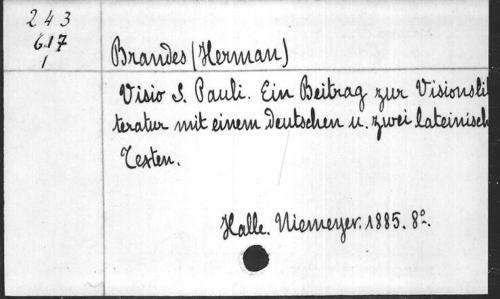 243
617
1
Brandes (Herman)
Visio S. Pauli. Ein Beitrag zur Visionsli
teratur mit einem deutschen u. zwei lateinisch
Texten.
Halle. Niemeyer. 1885. 8°.